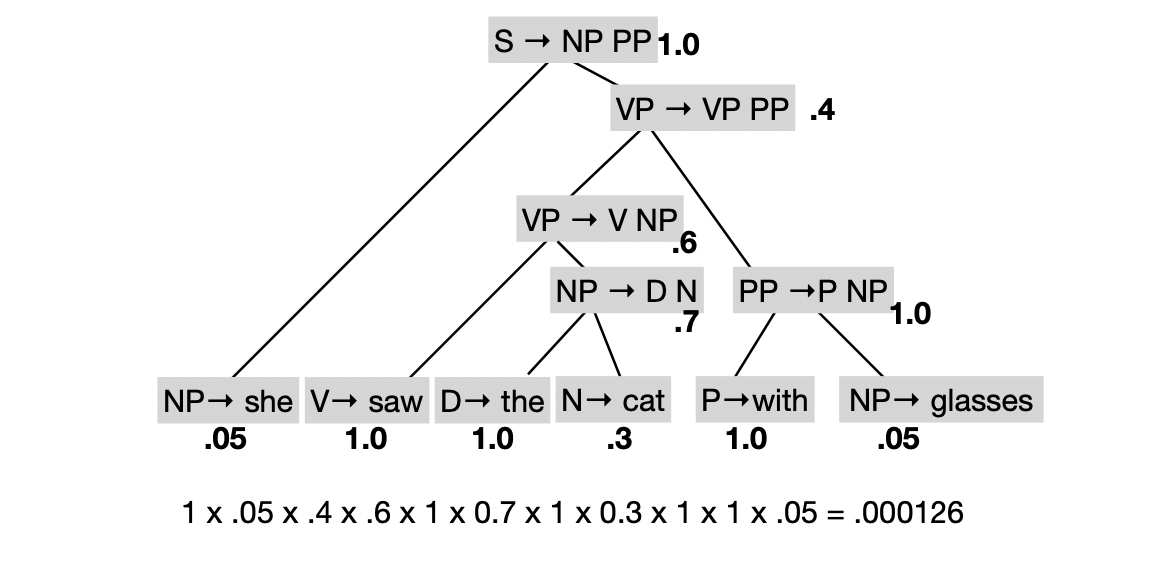 S → NP PP 1.0
VP → VP PP .4
VP → V NP .6
NP → D N .7
PP →P NP 1.0
NP→ she .05
V→ saw 1.0
D→ the 1.0
N→ cat .3
P→with 1.0
NP→ glasses .05
1 x .05 x .4 x .6 x 1 x 0.7 x 1 x 0.3 x 1 x 1 x .05 = .000126